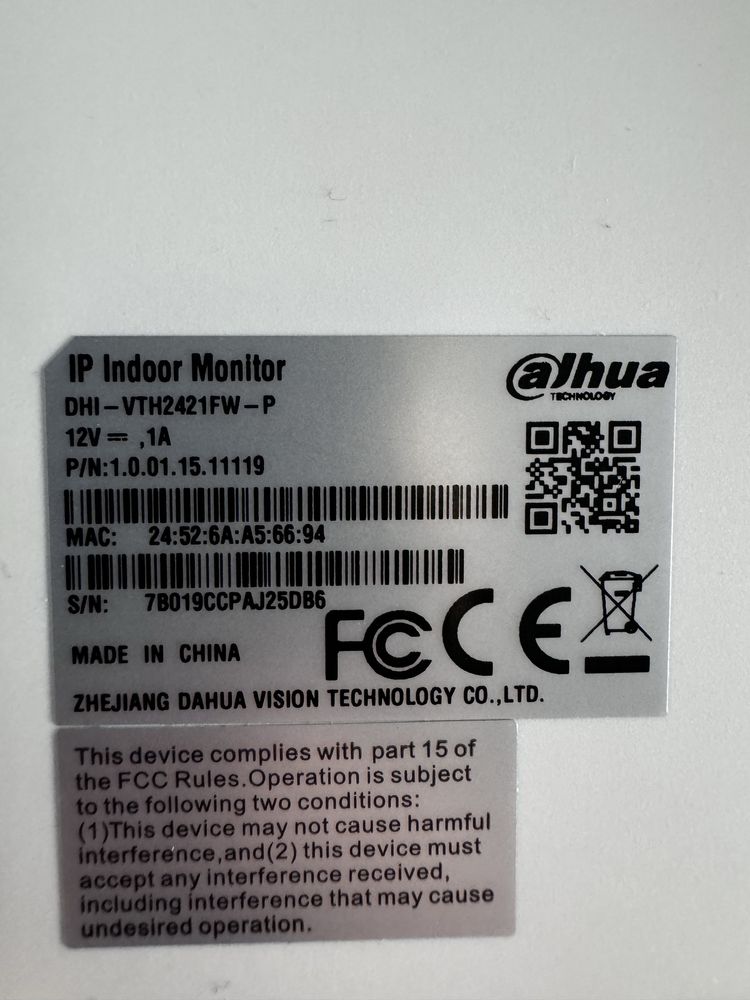 IP Indoor Monitor
alhua
TECHNOLOGY
DHI-VTH2421FW-P
12V ⎓ ,1A
P/N:1.0.01.15.11119
MAC: 24:52:6A:A5:66:94
S/N: 7B019CCPAJ25DB6
FC CE
MADE IN CHINA
ZHEJIANG DAHUA VISION TECHNOLOGY CO.,LTD.
This device complies with part 15 of
the FCC Rules.Operation is subject
to the following two conditions:
(1)This device may not cause harmful
interference,and(2) this device must
accept any interference received,
including interference that may cause
undesired operation.